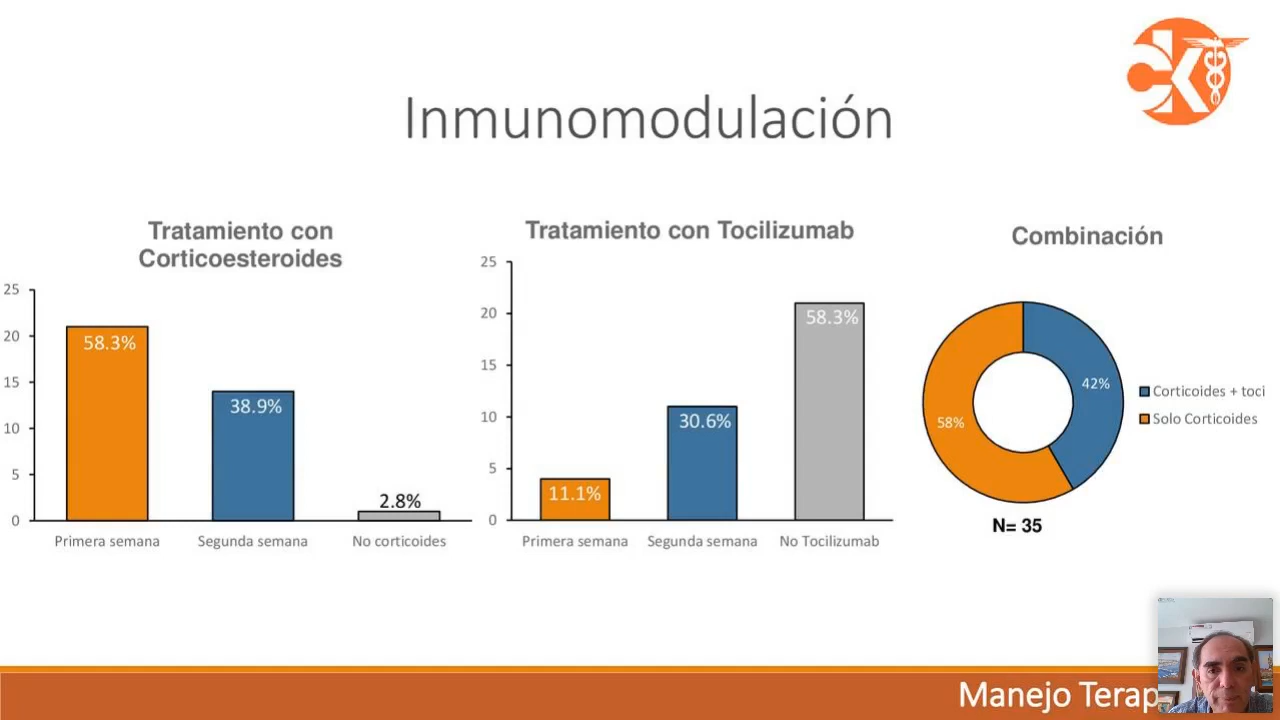 ck
Inmunomodulación
Tratamiento con
Corticoesteroides
25
20
15
10
5
0
58.3%
38.9%
2.8%
Primera semana
Segunda semana
No corticoides
Tratamiento con Tocilizumab
25
20
15
10
5
0
11.1%
30.6%
58.3%
Primera semana
Segunda semana
No Tocilizumab
Combinación
42%
58%
Corticoides + toci
Solo Corticoides
N= 35
Manejo Terap